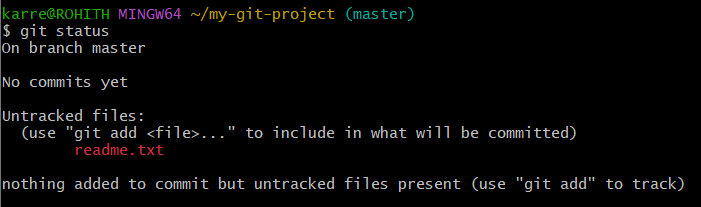 karre@ROHITH MINGW64 ~/my-git-project (master)
$ git status
On branch master
No commits yet
Untracked files:
(use "git add <file>..." to include in what will be committed)
readme.txt
nothing added to commit but untracked files present (use "git add" to track)